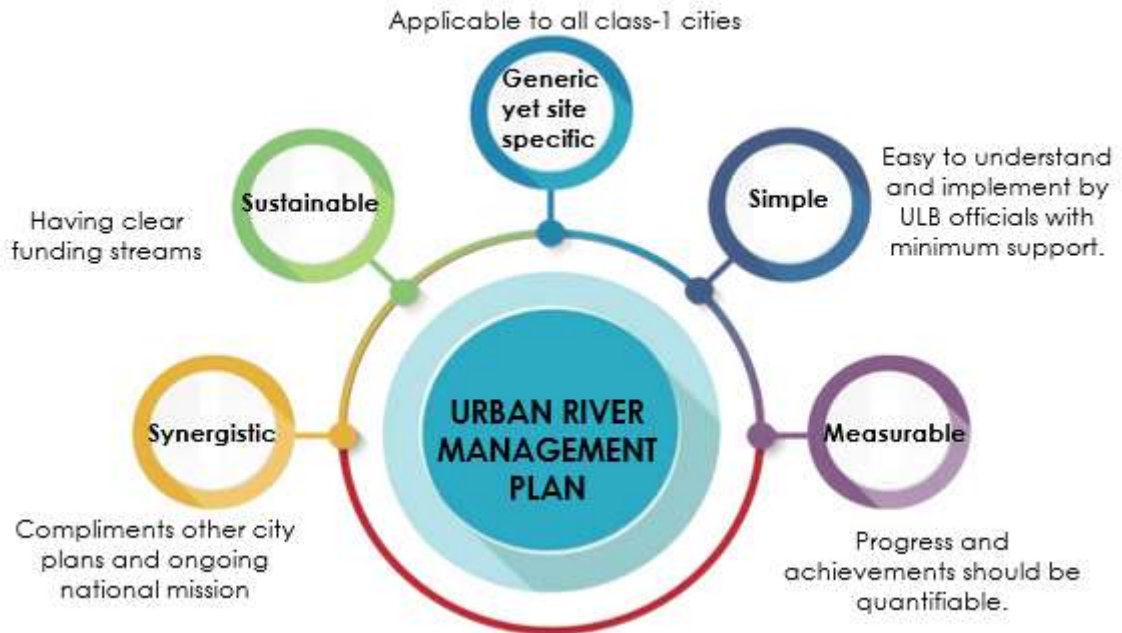 Applicable to all class-1 cities
Generic
yet site
specific
Sustainable
Having clear
funding streams
Simple
Easy to understand
and implement by
ULB officials with
minimum support.
Synergistic
Compliments other city
plans and ongoing
national mission
URBAN RIVER
MANAGEMENT
PLAN
Measurable
Progress and
achievements should be
quantifiable.